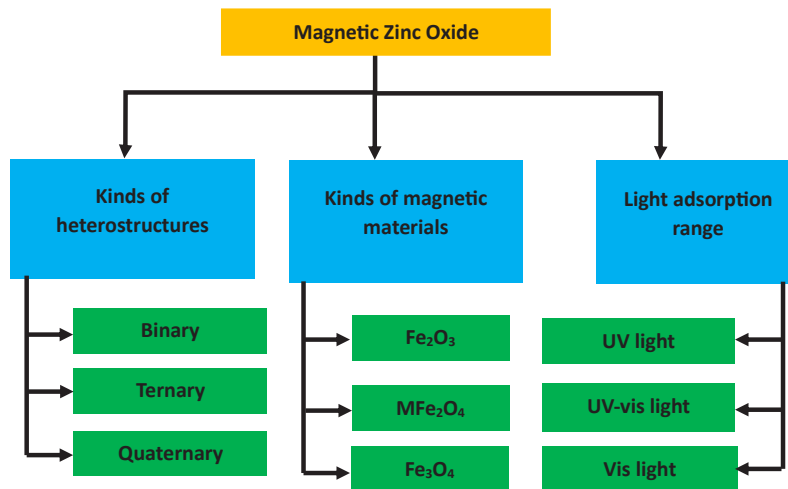 Magnetic Zinc Oxide
Kinds of
heterostructures
Binary
Ternary
Quaternary
Kinds of magnetic
materials
Fe₂O₃
MFe₂O₄
Fe₃O₄
Light adsorption
range
UV light
UV-vis light
Vis light